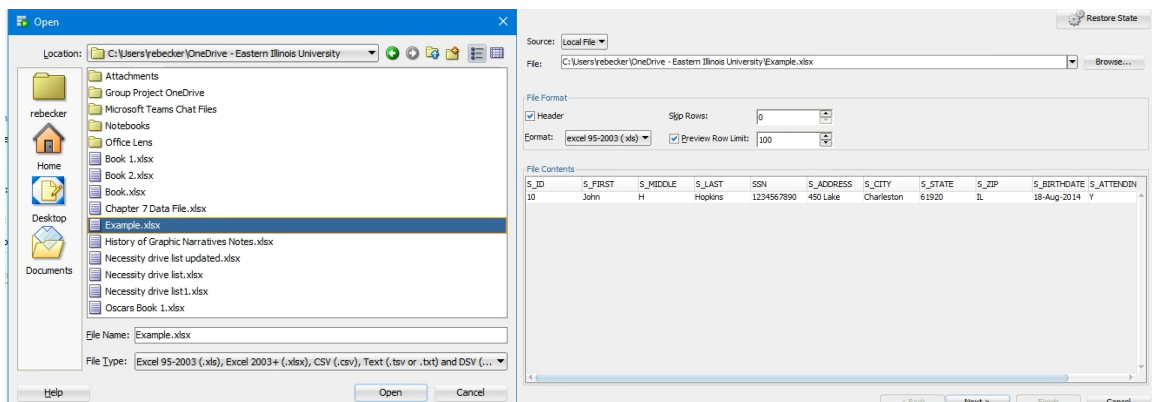 Open
Location: C:\Users\rebecker\OneDrive - Eastern Illinois University
rebecker
Home
Desktop
Documents
Attachments
Group Project OneDrive
Microsoft Teams Chat Files
Notebooks
Office Lens
Book 1.xlsx
Book 2.xlsx
Book.xlsx
Chapter 7 Data File.xlsx
Example.xlsx
History of Graphic Narratives Notes.xlsx
Necessity drive list updated.xlsx
Necessity drive list.xlsx
Necessity drive list1.xlsx
Oscars Book 1.xlsx
File Name: Example.xlsx
File Type: Excel 95-2003 (.xls), Excel 2003+ (.xlsx), CSV (.csv), Text (.tsv or .txt) and DSV (...
Help Open Cancel
Restore State
Source: Local File
File: C:\Users\rebecker\OneDrive - Eastern Illinois University\Example.xlsx Browse...
File Format
Header Skip Rows: 0
Format: excel 95-2003 (xls) Preview Row Limit: 100
File Contents
S_ID S_FIRST S_MIDDLE S_LAST SSN S_ADDRESS S_CITY S_STATE S_ZIP S_BIRTHDATE S_ATTENDIN
10 John H Hopkins 1234567890 450 Lake Charleston 61920 IL 18-Aug-2014 Y
< Back Next > Finish Cancel